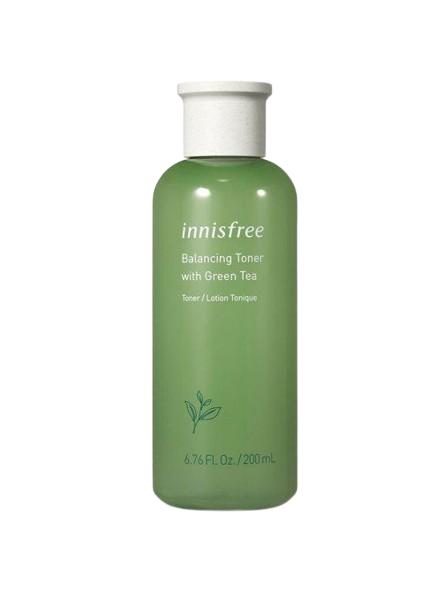 innisfree
Balancing Toner
with Green Tea
Toner / Lotion Tonique
6.76 Fl. Oz. / 200 mL